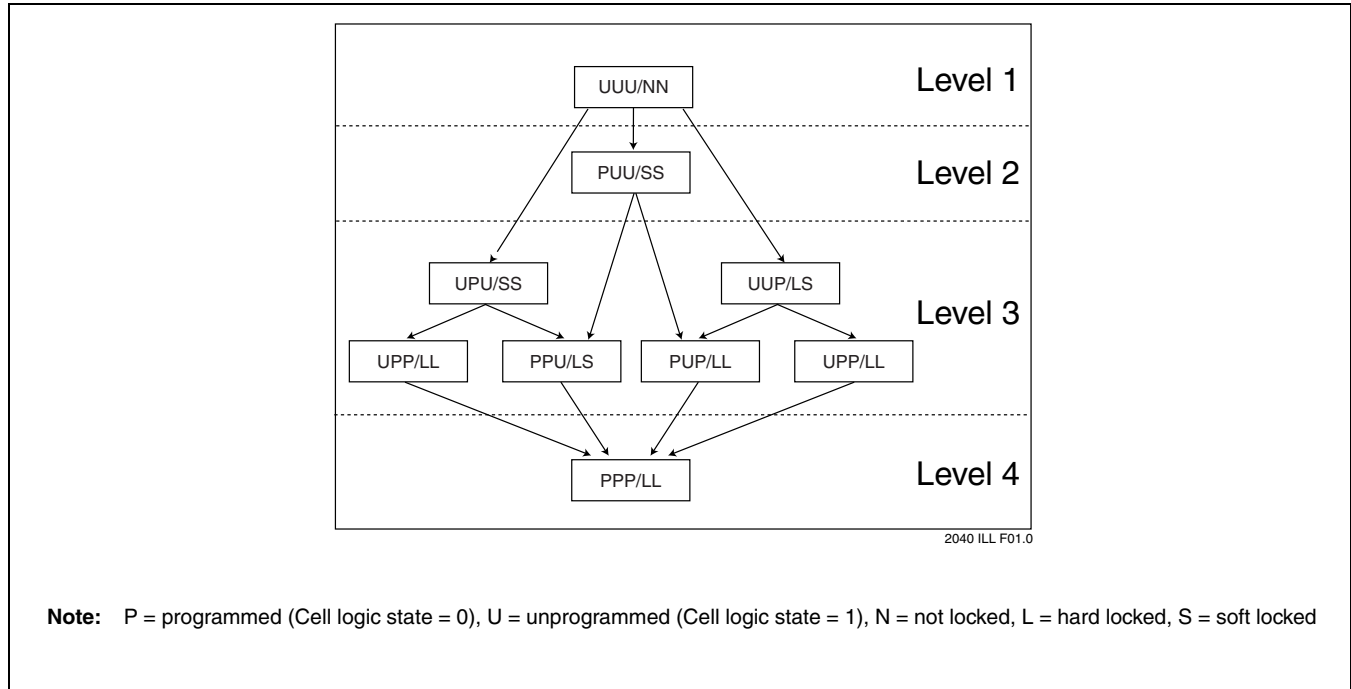 UUU/NN
Level 1
PUU/SS
Level 2
UPU/SS
UUP/LS
Level 3
UPP/LL
PPU/LS
PUP/LL
UPP/LL
PPP/LL
Level 4
2040 ILL F01.0
Note: P = programmed (Cell logic state = 0), U = unprogrammed (Cell logic state = 1), N = not locked, L = hard locked, S = soft locked